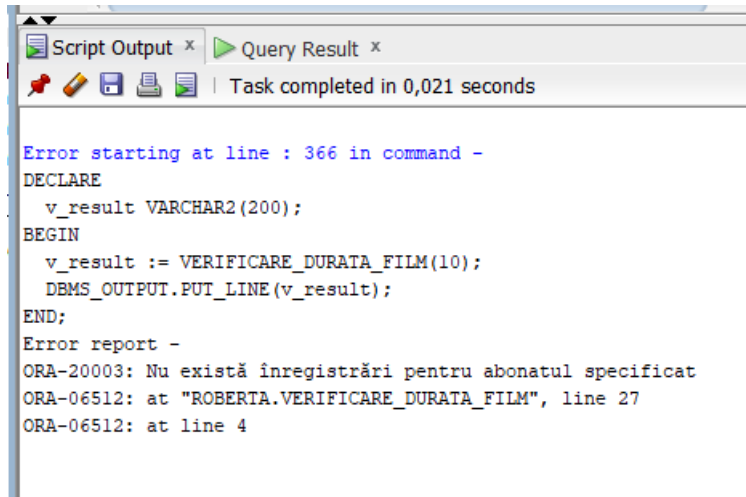 Script Output x Query Result x
Task completed in 0,021 seconds
Error starting at line : 366 in command -
DECLARE
  v_result VARCHAR2(200);
BEGIN
  v_result := VERIFICARE_DURATA_FILM(10);
  DBMS_OUTPUT.PUT_LINE(v_result);
END;
Error report -
ORA-20003: Nu există înregistrări pentru abonatul specificat
ORA-06512: at "ROBERTA.VERIFICARE_DURATA_FILM", line 27
ORA-06512: at line 4